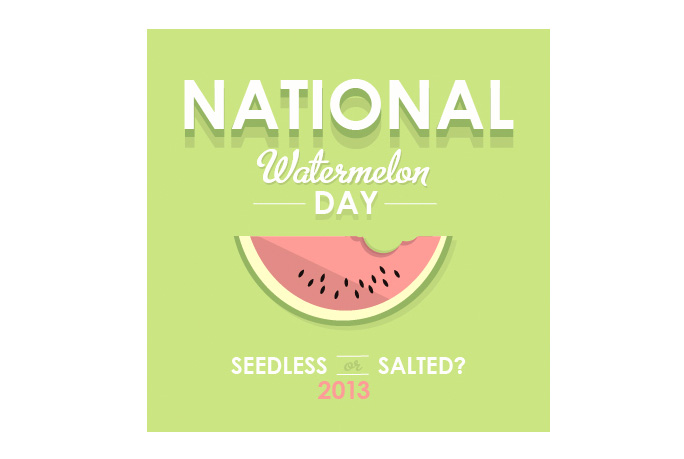 NATIONAL
Watermelon
DAY
SEEDLESS or SALTED?
2013